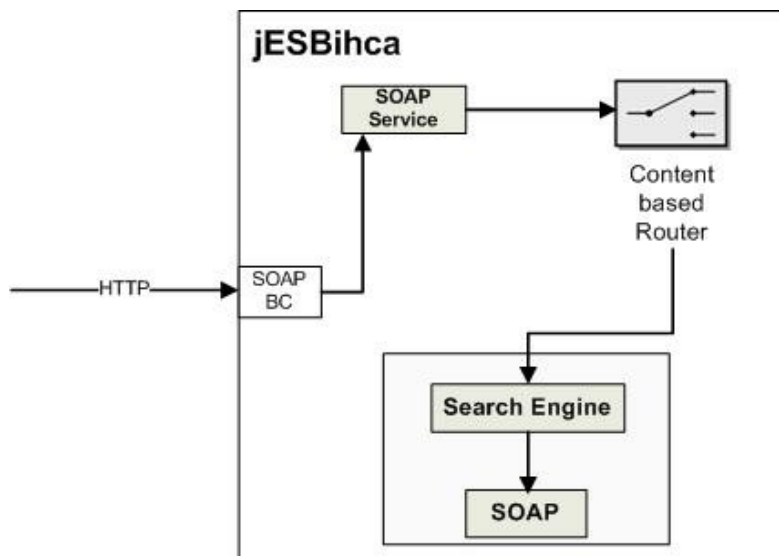 jESBihca
SOAP
Service
Content
based
Router
HTTP
SOAP
BC
Search Engine
SOAP